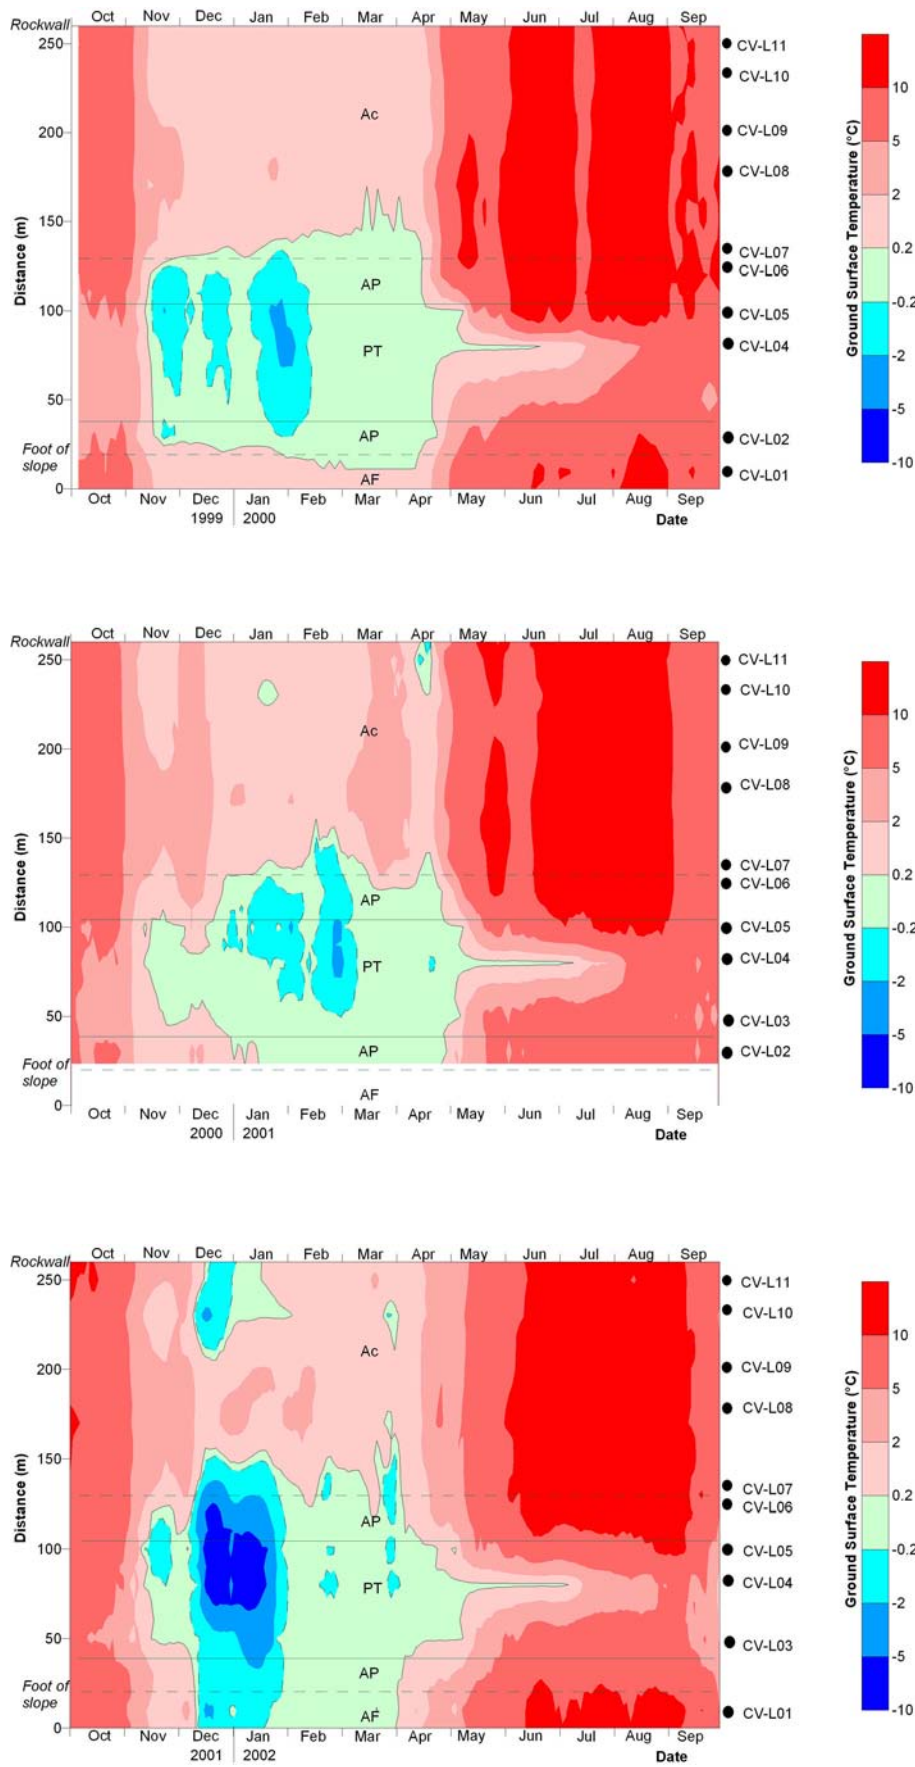 Oct Nov Dec Jan Feb Mar Apr May Jun Jul Aug Sep
Rockwall
250
200
150
100
50
0
Distance (m)
Foot of
slope
Ac
AP
PT
AP
AF
CV-L11
CV-L10
CV-L09
CV-L08
CV-L07
CV-L06
CV-L05
CV-L04
CV-L02
CV-L01
Oct Nov Dec Jan Feb Mar Apr May Jun Jul Aug Sep
1999 2000
Date
Ground Surface Temperature (°C)
10
5
2
0.2
-0.2
-2
-5
-10
Oct Nov Dec Jan Feb Mar Apr May Jun Jul Aug Sep
Rockwall
250
200
150
100
50
0
Distance (m)
Foot of
slope
Ac
AP
PT
AP
AF
CV-L11
CV-L10
CV-L09
CV-L08
CV-L07
CV-L06
CV-L05
CV-L04
CV-L03
CV-L02
Oct Nov Dec Jan Feb Mar Apr May Jun Jul Aug Sep
2000 2001
Date
Ground Surface Temperature (°C)
10
5
2
0.2
-0.2
-2
-5
-10
Oct Nov Dec Jan Feb Mar Apr May Jun Jul Aug Sep
Rockwall
250
200
150
100
50
0
Distance (m)
Foot of
slope
Ac
AP
PT
AP
AF
CV-L11
CV-L10
CV-L09
CV-L08
CV-L07
CV-L06
CV-L05
CV-L04
CV-L03
CV-L01
Oct Nov Dec Jan Feb Mar Apr May Jun Jul Aug Sep
2001 2002
Date
Ground Surface Temperature (°C)
10
5
2
0.2
-0.2
-2
-5
-10